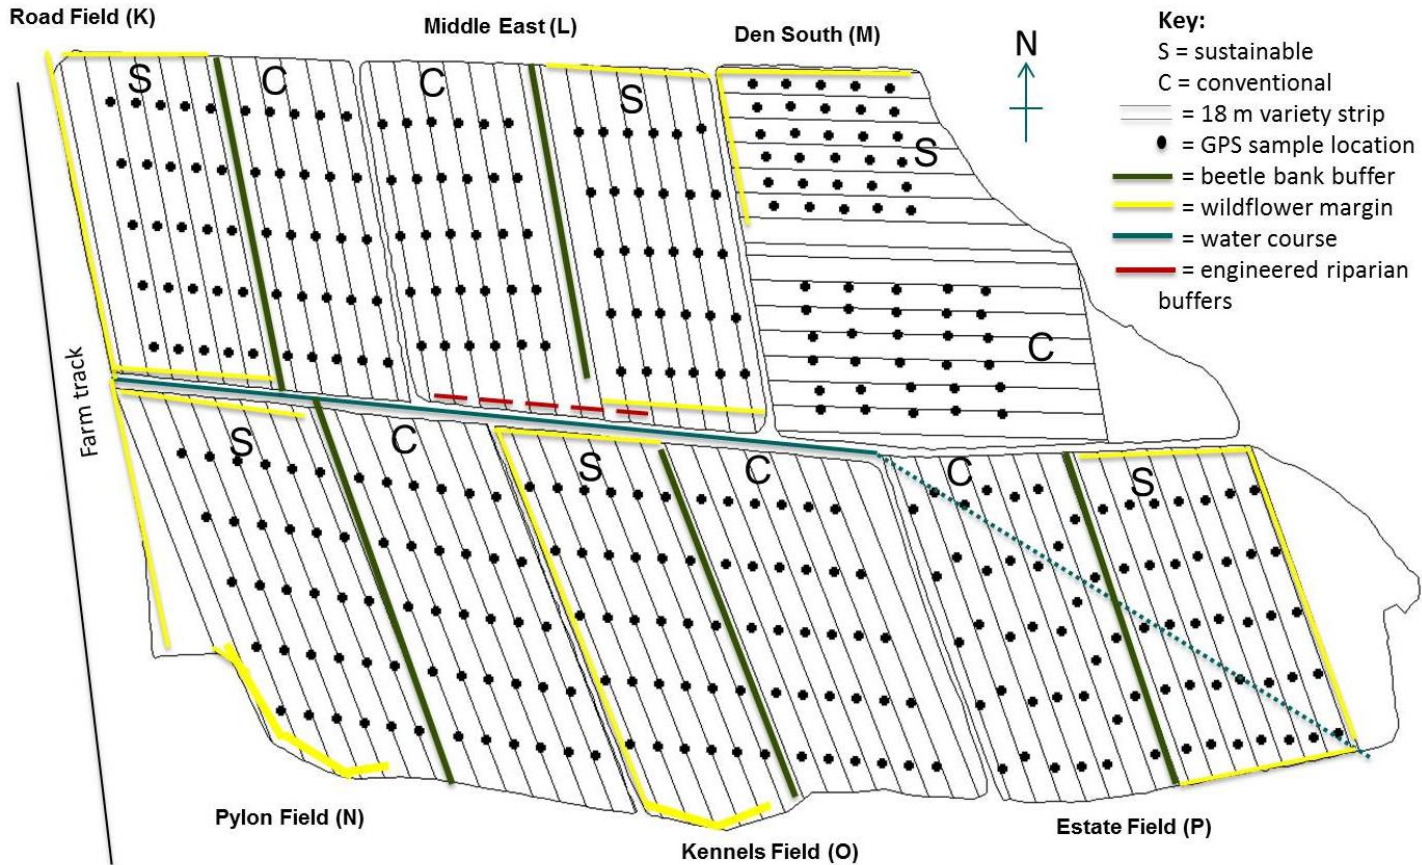 Road Field (K)
Middle East (L)
Den South (M)
N
Key:
S = sustainable
C = conventional
= 18 m variety strip
= GPS sample location
= beetle bank buffer
= wildflower margin
= water course
= engineered riparian
buffers
S
C
C
S
S
C
Farm track
S
C
S
C
C
S
Pylon Field (N)
Kennels Field (O)
Estate Field (P)